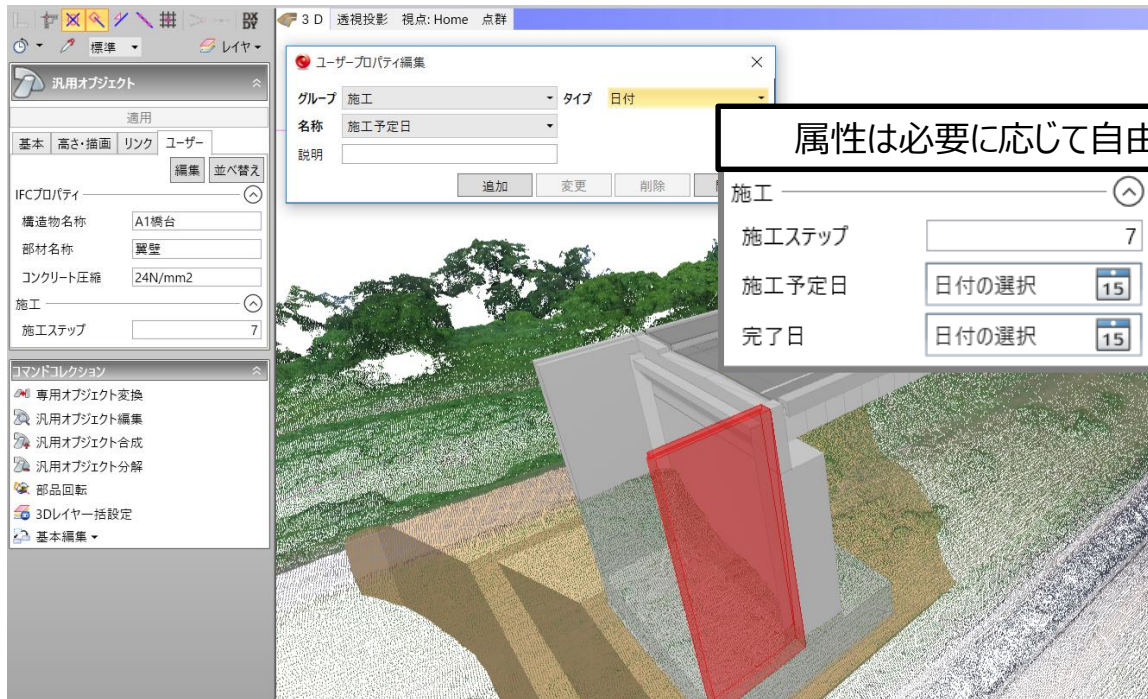 DX
DY
標準
レイヤ
3 D 透視投影 視点: Home 点群
汎用オブジェクト
適用
基本 高さ・描画 リンク ユーザー
編集 並べ替え
IFCプロパティ
構造物名称 A1橋台
部材名称 翼壁
コンクリート圧縮 24N/mm2
施工
施工ステップ 7
コマンドコレクション
専用オブジェクト変換
汎用オブジェクト編集
汎用オブジェクト合成
汎用オブジェクト分解
部品回転
3Dレイヤー括設定
基本編集
ユーザープロパティ編集
グループ 施工 タイプ 日付
名称 施工予定日
説明
追加 変更 削除
属性は必要に応じて自由
施工
施工ステップ 7
施工予定日 日付の選択 15
完了日 日付の選択 15